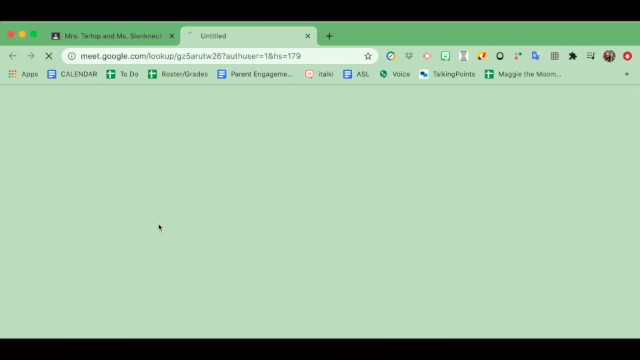 Mrs. Terlop and Ms. Slenknech
Untitled
meet.google.com/lookup/gz5arutw26?authuser=1&hs=179
Apps CALENDAR To Do Roster/Grades Parent Engageme... italki ASL Voice TalkingPoints Maggie the Moom... »